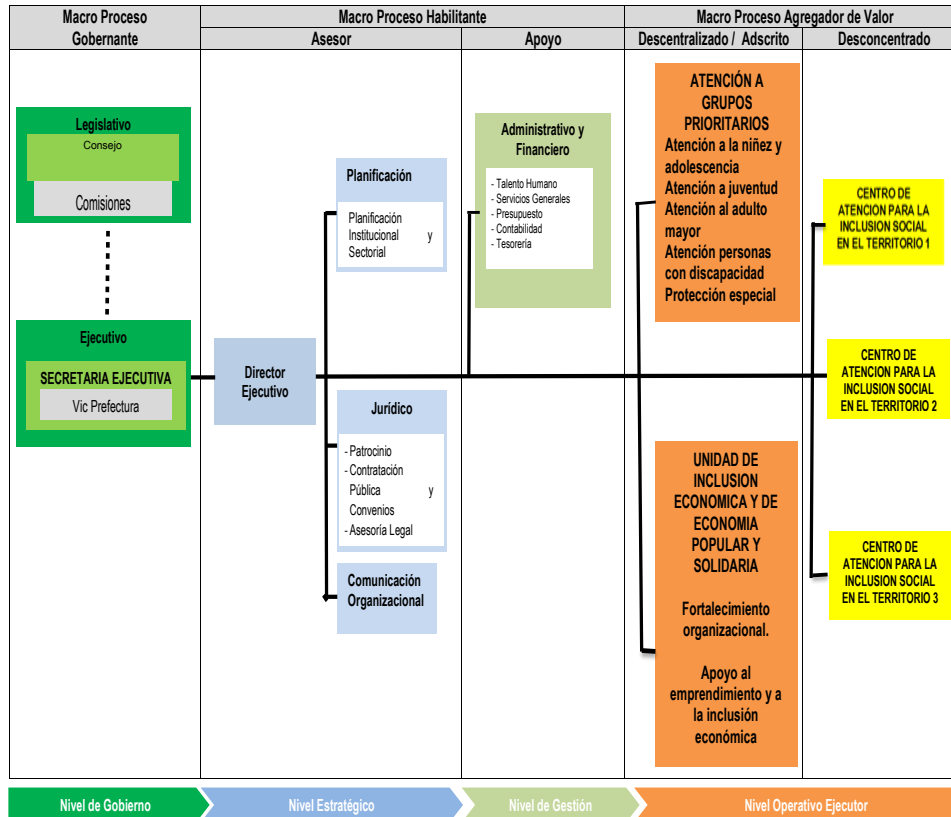 Macro Proceso
Gobernante
Macro Proceso Habilitante
Macro Proceso Agregador de Valor
Asesor
Apoyo
Descentralizado / Adscrito
Desconcentrado
Legislativo
Consejo
Comisiones
Ejecutivo
SECRETARIA EJECUTIVA
Vic Prefectura
Director
Ejecutivo
Planificación
Planificación
Institucional y
Sectorial
Jurídico
- Patrocinio
- Contratación
Pública y
Convenios
- Asesoría Legal
Comunicación
Organizacional
Administrativo y
Financiero
- Talento Humano
- Servicios Generales
- Presupuesto
- Contabilidad
- Tesorería
ATENCIÓN A
GRUPOS
PRIORITARIOS
Atención a la niñez y
adolescencia
Atención a juventud
Atención al adulto
mayor
Atención personas
con discapacidad
Protección especial
UNIDAD DE
INCLUSION
ECONOMICA Y DE
ECONOMIA
POPULAR Y
SOLIDARIA
Fortalecimiento
organizacional.
Apoyo al
emprendimiento y a
la inclusión
económica
CENTRO DE
ATENCION PARA LA
INCLUSION SOCIAL
EN EL TERRITORIO 1
CENTRO DE
ATENCION PARA LA
INCLUSION SOCIAL
EN EL TERRITORIO 2
CENTRO DE
ATENCION PARA LA
INCLUSION SOCIAL
EN EL TERRITORIO 3
Nivel de Gobierno
Nivel Estratégico
Nivel de Gestión
Nivel Operativo Ejecutor